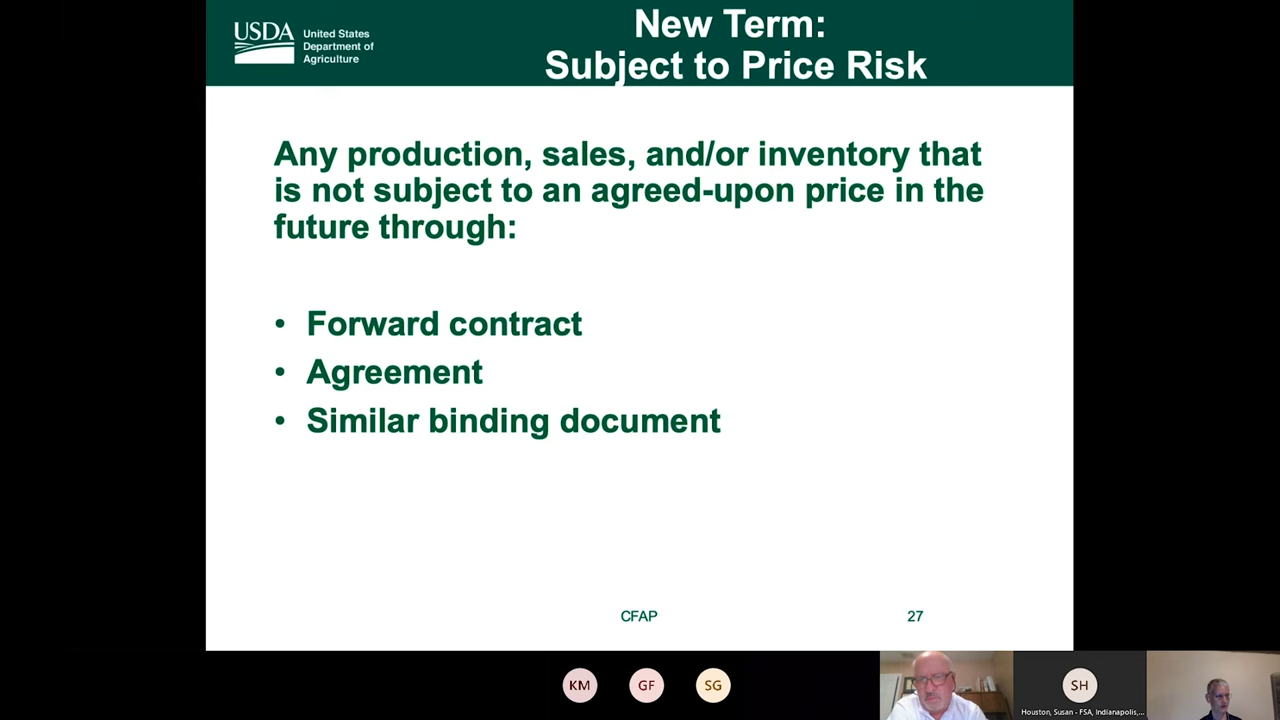 USDA
United States
Department of
Agriculture
New Term:
Subject to Price Risk
Any production, sales, and/or inventory that
is not subject to an agreed-upon price in the
future through:
• Forward contract
• Agreement
• Similar binding document
CFAP
27
KM
GF
SG
SH
Houston, Susan - FSA, Indianapolis,...